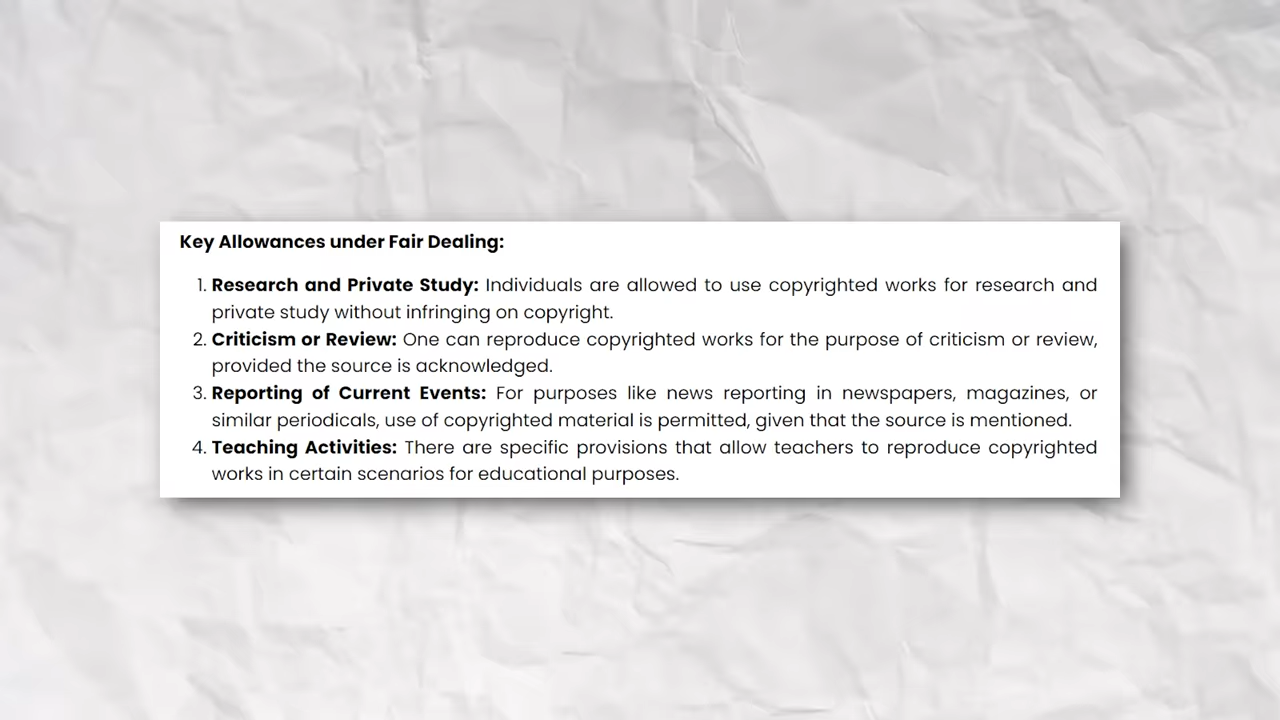 Key Allowances under Fair Dealing:
1. Research and Private Study: Individuals are allowed to use copyrighted works for research and
private study without infringing on copyright.
2. Criticism or Review: One can reproduce copyrighted works for the purpose of criticism or review,
provided the source is acknowledged.
3. Reporting of Current Events: For purposes like news reporting in newspapers, magazines, or
similar periodicals, use of copyrighted material is permitted, given that the source is mentioned.
4. Teaching Activities: There are specific provisions that allow teachers to reproduce copyrighted
works in certain scenarios for educational purposes.